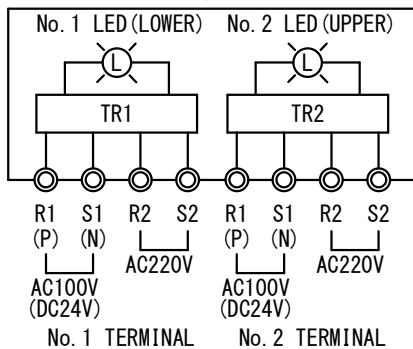 No.1 LED(LOWER) No.2 LED(UPPER)
L L
TR1 TR2
R1 S1 R2 S2 R1 S1 R2 S2
(P) (N) (P) (N)
AC220V AC220V
AC100V AC100V
(DC24V) (DC24V)
No.1 TERMINAL No.2 TERMINAL